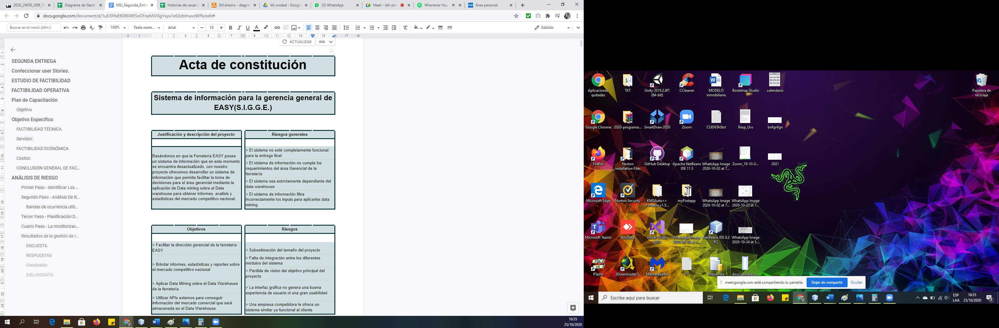 2020_2W50_G09_TA
Diagrama de Gantt
MSI_Segunda_Entre
Historias de usuario
SIII.drawio - diagran
Mi unidad - Google
(3) WhatsApp
Meet - ibh-ytxn
Whenever You
Área personal
docs.google.com/document/d/1uEJ0lYeEfDB6WE5xOFnpMiVXgYxyu1e63zbImavzWPk/edit#
Buscar en el menú (Alt+/)
100%
Texto norm...
Arial
10
Edición
ACTUALIZAR
SEGUNDA ENTREGA
Confeccionar user Stories.
ESTUDIO DE FACTIBILIDAD
FACTIBILIDAD OPERATIVA
Plan de Capacitación
Objetivo
Objetivo Específico
FACTIBILIDAD TÉCNICA
Servidor:
FACTIBILIDAD ECONÓMICA
Costos:
CONCLUSIÓN GENERAL DE FAC...
ANÁLISIS DE RIESGO
Primer Paso - Identificar Los ...
Segundo Paso - Análisis De R...
Bandas de ocurrencia utili...
Tercer Paso - Planificación D...
Cuarto Paso - La monitorizac...
Resultados de la gestión de r...
ENCUESTA
RESPUESTAS
Conclusión
BIBLIOGRAFÍA
Acta de constitución
Sistema de información para la gerencia general de
EASY(S.I.G.G.E.)
Justificación y descripción del proyecto
Basándonos en que la Ferretería EASY posee
un sistema de información que en este momento
se encuentra desactualizado, con nuestro
proyecto ofrecemos desarrollar un sistema de
información que permita facilitar la toma de
decisiones para el área gerencial mediante la
aplicación de Data mining sobre el Data
warehouse para obtener informes, analisis y
estadisticas del mercado competitivo nacional.
Riesgos generales
> El sistema no esté completamente funcional
para la entrega final.
> El sistema de información no cumpla los
requerimientos del área Gerencial de la
ferretería.
> El sistema sea estrictamente dependiente del
data warehouse.
> El sistema de información filtra
incorrectamente los inputs para aplicarles data
mining.
Objetivos
> Facilitar la dirección gerencial de la ferretería
EASY
> Brindar informes, estadísticas y reportes sobre
el mercado competitivo nacional
> Aplicar Data Mining sobre el Data Warehouse
de la ferretería.
> Utilizar APIs externos para conseguir
información del mercado comercial que será
almacenada en el Data Warehouse.
Riesgos
> Subestimación del tamaño del proyecto
> Falta de integración entre los diferentes
módulos del sistema
> Pérdida de visión del objetivo principal del
proyecto
> La interfaz gráfica no genera una buena
experiencia de usuario ni una gran usabilidad
> Una empresa competidora le ofrece un
sistema similar ya funcional al cliente
16:35
25/10/2020
Aplicaciones quitadas
TXT
Unity 2019.2.8f1 (64-bit)
CCleaner
MODELO inmobiliaria
Bootstrap Studio
calendario
Papelera de reciclaje
Google Chrome
2020-programa...
SmartDraw 2020
Zoom
CUENTAStxt
Resp_Uvs
bnfgnfgn
Firefox
Norton Installation Files
GitHub Desktop
Apache NetBeans IDE 11.3
WhatsApp Image 2020-10-02 at 7...
Zoom_19-10-2...
2021
Microsoft Edge
Norton Security
KMSAuto++ Portable v1.5...
myFirstapp
WhatsApp Image 2020-10-02 at 7...
WhatsApp Image 2020-10-23 at 1...
Microsoft Teams
AnyDesk
Visual Studio 2019
WhatsApp Image 2020-09-19 at 6...
NetBeans IDE 8.2 RC
WhatsApp Image 2020-10-24 at 5...
PSeInt
JDownloader 2
Malwarebytes
12
Mayorista
docs.google.co...
meet.google.com está compartiendo tu pantalla.
Dejar de compartir
Ocultar
Escribe aquí para buscar
ESP
LAA
16:35
25/10/2020
2